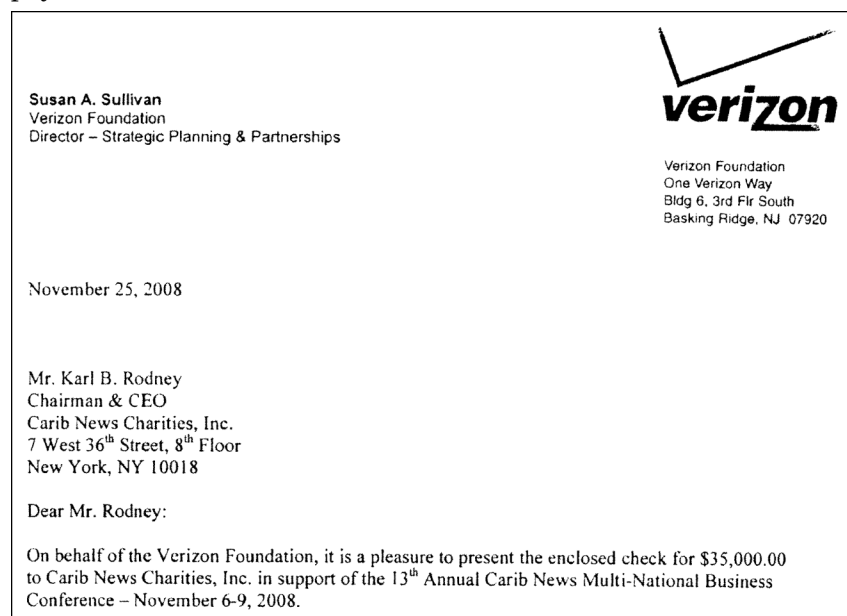 Susan A. Sullivan
Verizon Foundation
Director – Strategic Planning & Partnerships
verizon
Verizon Foundation
One Verizon Way
Bldg 6, 3rd Flr South
Basking Ridge, NJ 07920
November 25, 2008
Mr. Karl B. Rodney
Chairman & CEO
Carib News Charities, Inc.
7 West 36th Street, 8th Floor
New York, NY 10018
Dear Mr. Rodney:
On behalf of the Verizon Foundation, it is a pleasure to present the enclosed check for $35,000.00
to Carib News Charities, Inc. in support of the 13th Annual Carib News Multi-National Business
Conference – November 6-9, 2008.